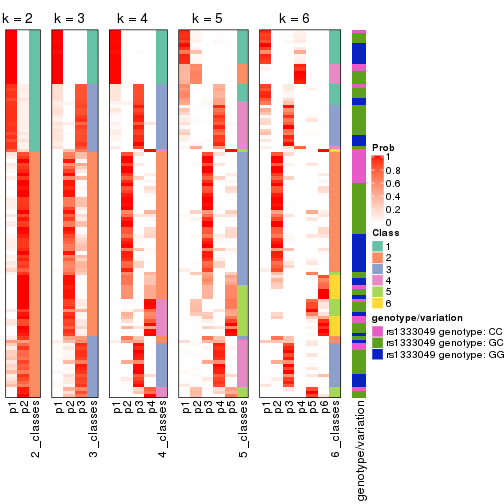 k = 2 k = 3 k = 4 k = 5 k = 6
Prob
1
0.8
0.6
0.4
0.2
0
Class
1
2
3
4
5
6
genotype/variation
rs1333049 genotype: CC
rs1333049 genotype: GC
rs1333049 genotype: GG
p1 p2 2_classes p1 p2 p3 3_classes p1 p2 p3 p4 4_classes p1 p2 p3 p4 p5 5_classes p1 p2 p3 p4 p5 p6 6_classes genotype/variation